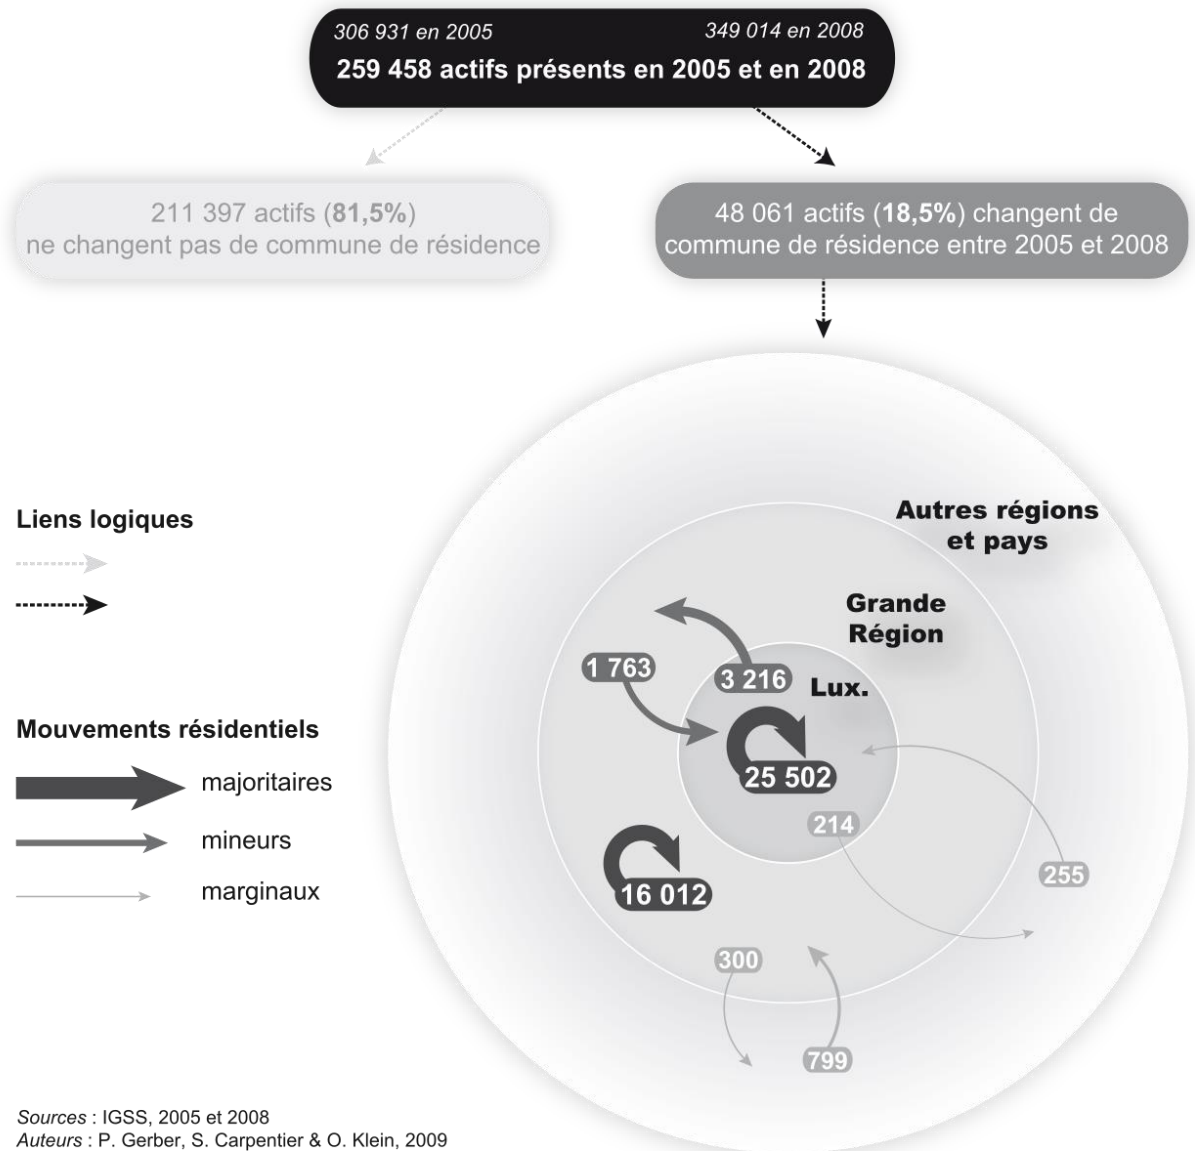 306 931 en 2005
349 014 en 2008
259 458 actifs présents en 2005 et en 2008
211 397 actifs (81,5%)
ne changent pas de commune de résidence
48 061 actifs (18,5%) changent de
commune de résidence entre 2005 et 2008
Autres régions
et pays
Grande
Région
Lux.
1 763
3 216
25 502
214
255
16 012
300
799
Liens logiques
Mouvements résidentiels
majoritaires
mineurs
marginaux
Sources : IGSS, 2005 et 2008
Auteurs : P. Gerber, S. Carpentier & O. Klein, 2009